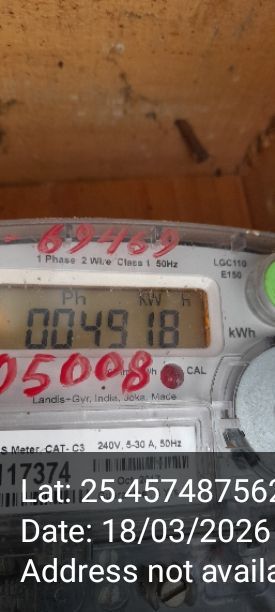 - 69469
1 Phase 2 Wire Class 1 50Hz
LGC110
E150
Ph kW h
004918
kWh
05008
CAL
Landis+Gyr, India, Joka, Made
S Meter, CAT- C3 240V, 5-30 A, 50Hz
117374
Lat: 25.457487562
Date: 18/03/2026
Address not availa